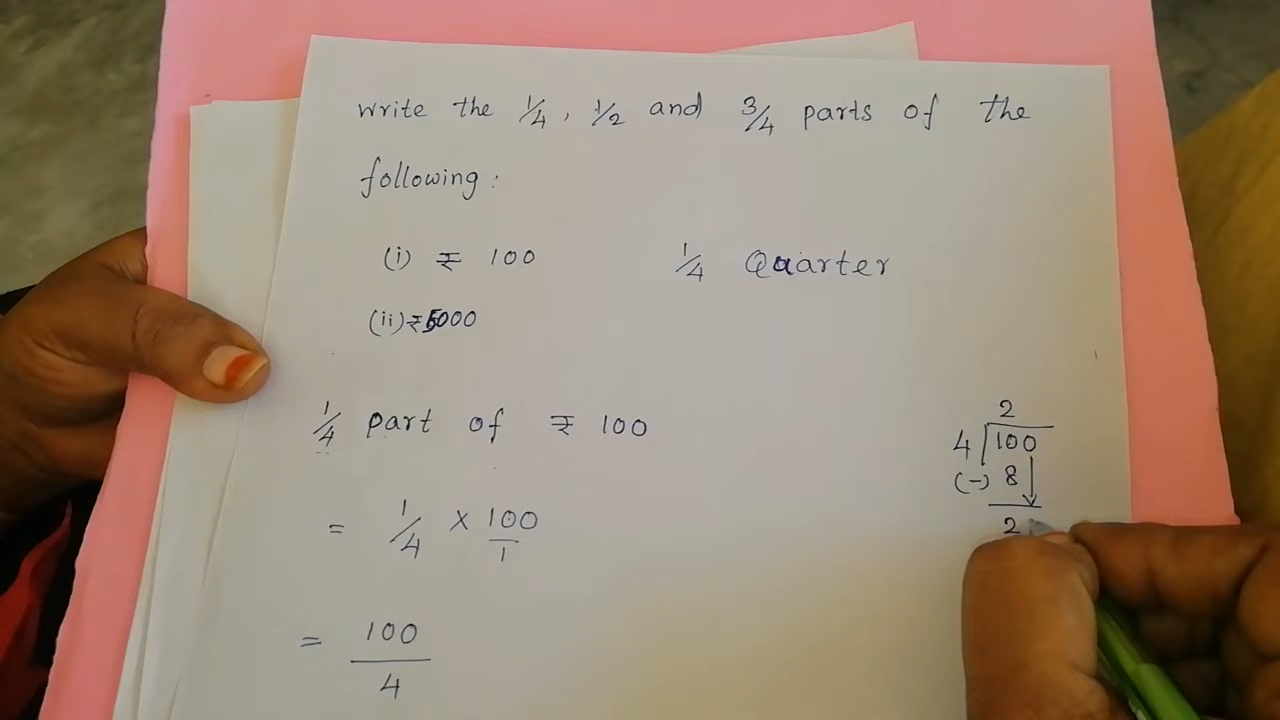 write the 1/4, 1/2 and 3/4 parts of the
following:
(i) ₹ 100
1/4 Quarter
(ii) ₹ 5000
1/4 part of ₹ 100
= 1/4 × 100/1
= 100/4
2
4 100
(-) 8
2